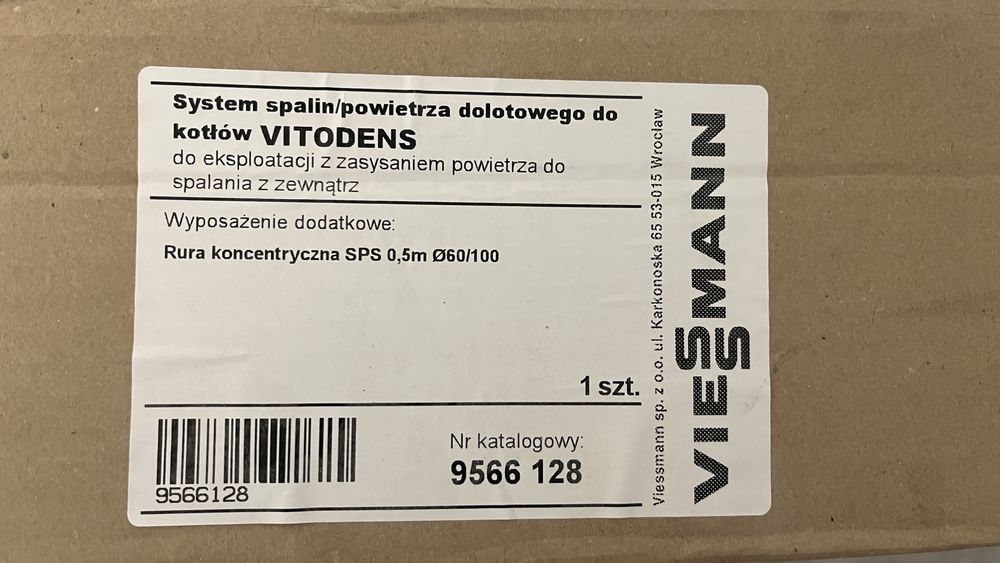 System spalin/powietrza dolotowego do
kotłów VITODENS
do eksploatacji z zasysaniem powietrza do
spalania z zewnątrz
Wyposażenie dodatkowe:
Rura koncentryczna SPS 0,5m Ø60/100
1 szt.
9566128
Nr katalogowy:
9566 128
Viessmann sp. z o.o. ul. Karkonoska 65 53-015 Wrocław
VIESSMANN